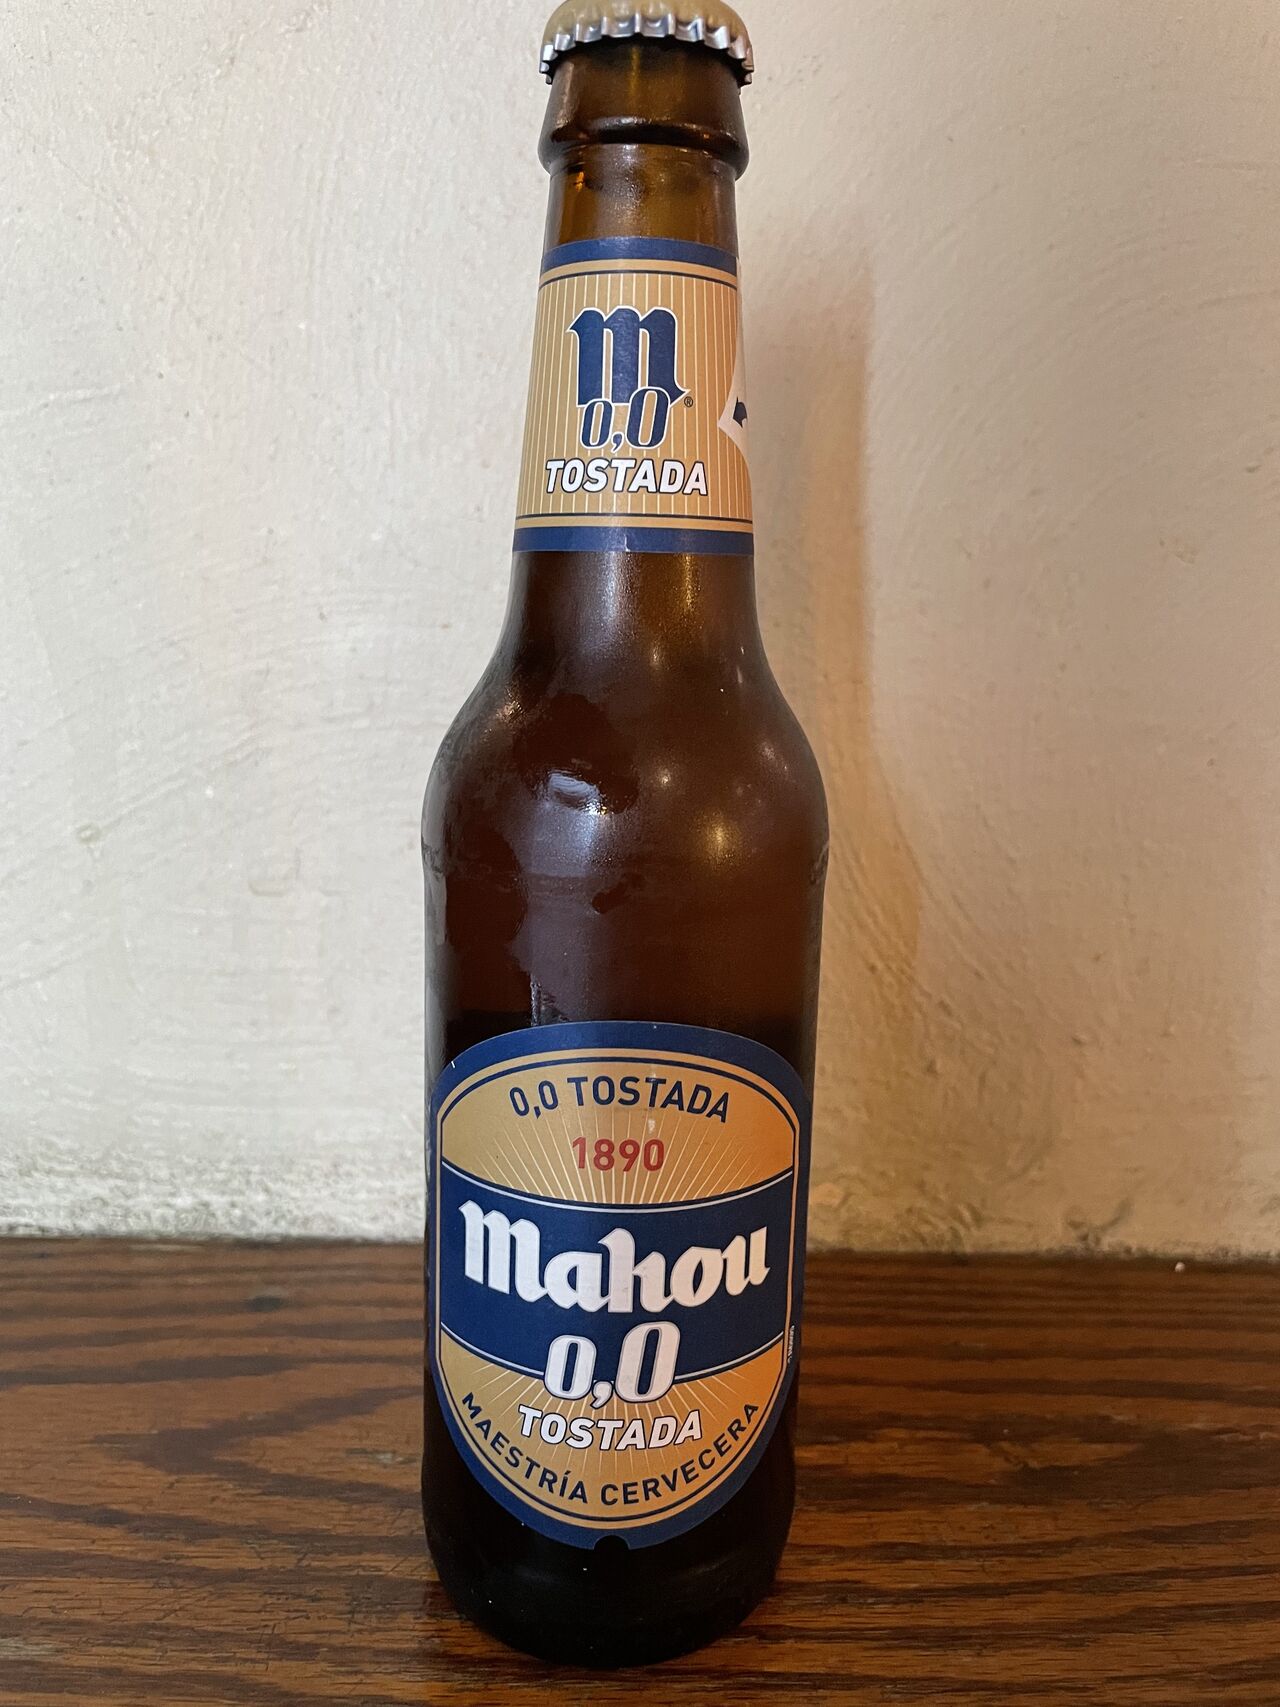 m
0,0
®
TOSTADA
0,0 TOSTADA
1890
Mahou
0,0
TOSTADA
MAESTRÍA CERVECERA